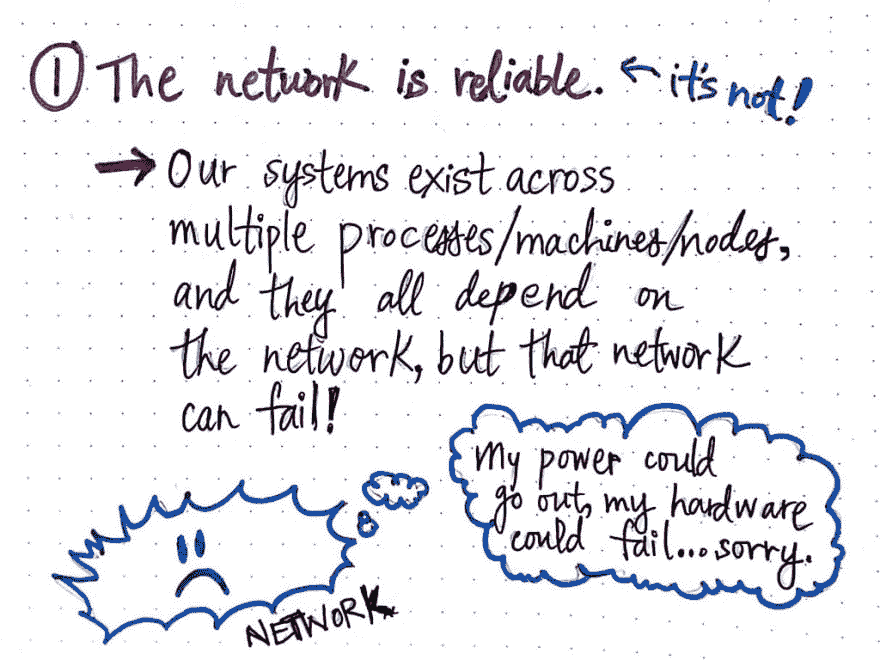 ① The network is reliable. ← it's not!
→ Our systems exist across
multiple processes/machines/nodes,
and they all depend on
the network, but that network
can fail!
My power could
go out, my hardware
could fail...sorry.
NETWORK